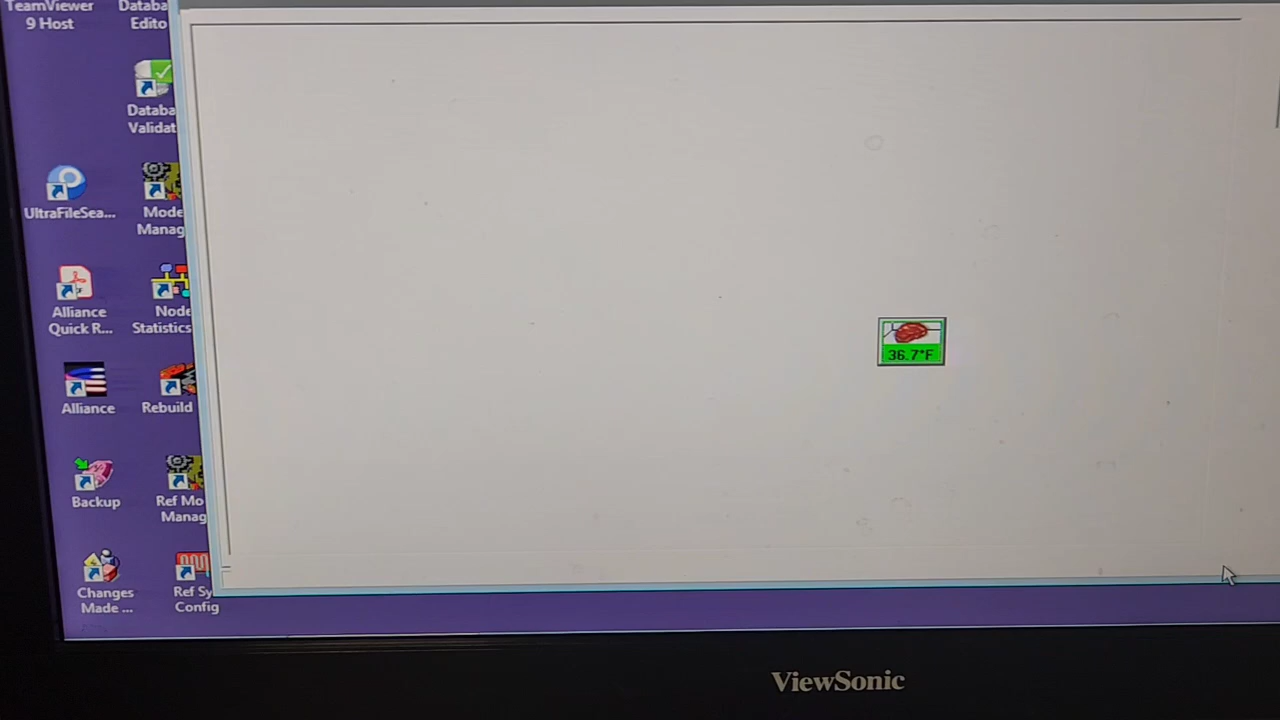 TeamViewer
9 Host
Databa
Edito
Databa
Validat
UltraFileSea...
Mode
Manag
Alliance
Quick R...
Node
Statistics
Alliance
Rebuild
Backup
Ref Mo
Manag
Changes
Made ...
Ref Sy
Config
36.7°F
ViewSonic